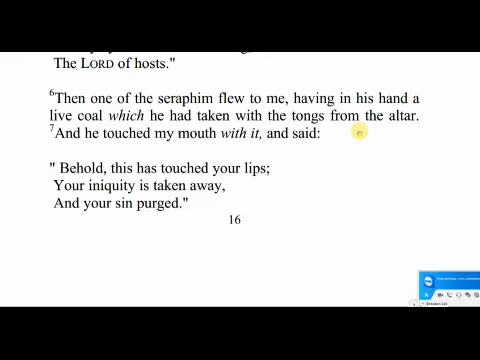 The LORD of hosts."
6Then one of the seraphim flew to me, having in his hand a
live coal which he had taken with the tongs from the altar.
7And he touched my mouth with it, and said:
" Behold, this has touched your lips;
Your iniquity is taken away,
And your sin purged."
16